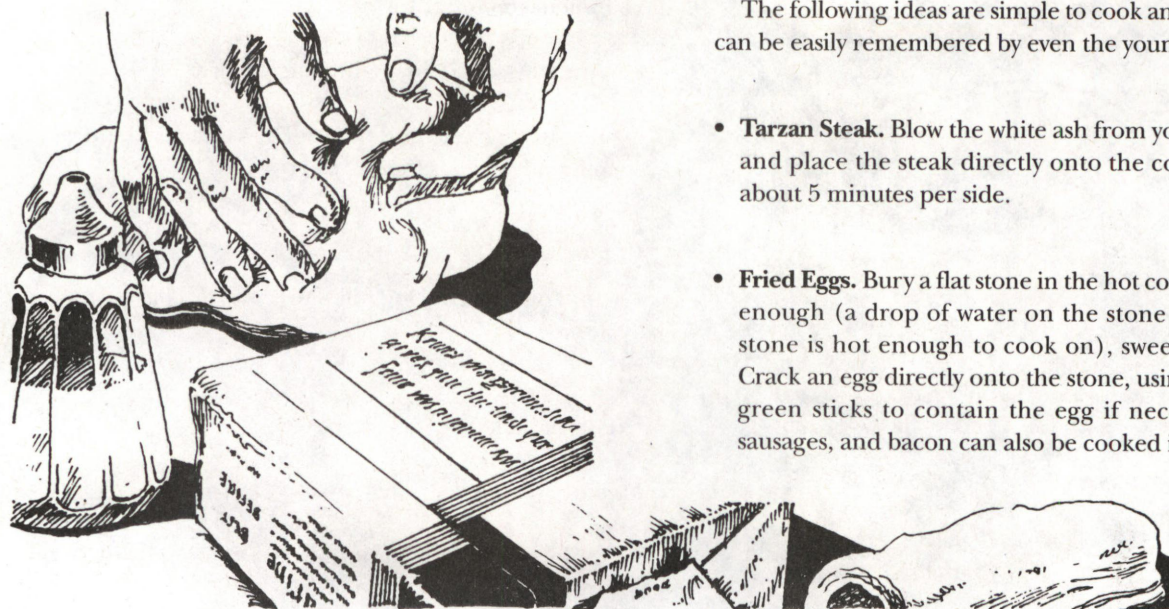 The following ideas are simple to cook an
can be easily remembered by even the your
• Tarzan Steak. Blow the white ash from yo
and place the steak directly onto the co
about 5 minutes per side.
• Fried Eggs. Bury a flat stone in the hot co
enough (a drop of water on the stone
stone is hot enough to cook on), swee
Crack an egg directly onto the stone, usin
green sticks to contain the egg if nec
sausages, and bacon can also be cooked i
BEST
BEFORE